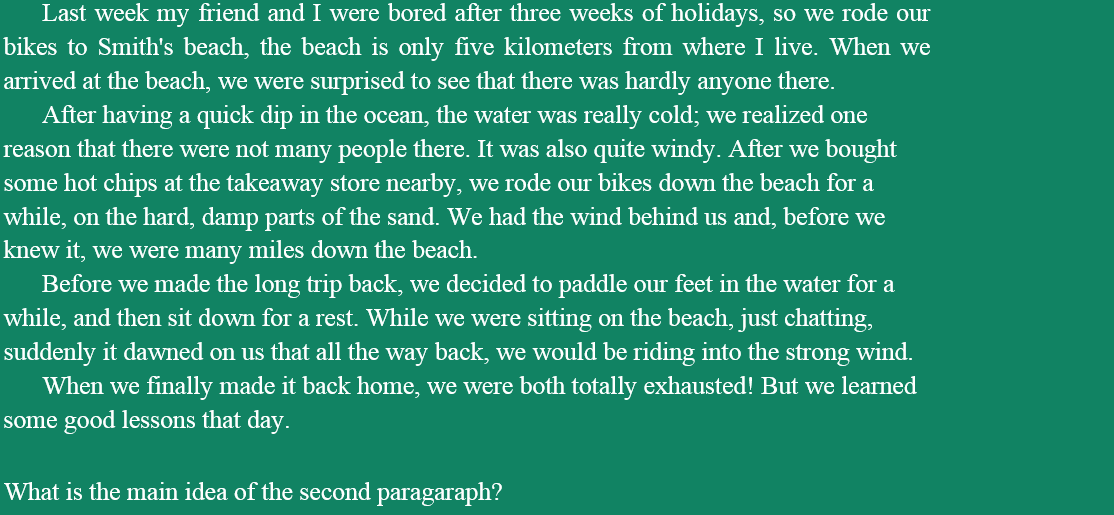 Last week my friend and I were bored after three weeks of holidays, so we rode our
bikes to Smith's beach, the beach is only five kilometers from where I live. When we
arrived at the beach, we were surprised to see that there was hardly anyone there.
After having a quick dip in the ocean, the water was really cold; we realized one
reason that there were not many people there. It was also quite windy. After we bought
some hot chips at the takeaway store nearby, we rode our bikes down the beach for a
while, on the hard, damp parts of the sand. We had the wind behind us and, before we
knew it, we were many miles down the beach.
Before we made the long trip back, we decided to paddle our feet in the water for a
while, and then sit down for a rest. While we were sitting on the beach, just chatting,
suddenly it dawned on us that all the way back, we would be riding into the strong wind.
When we finally made it back home, we were both totally exhausted! But we learned
some good lessons that day.
What is the main idea of the second paragaraph?